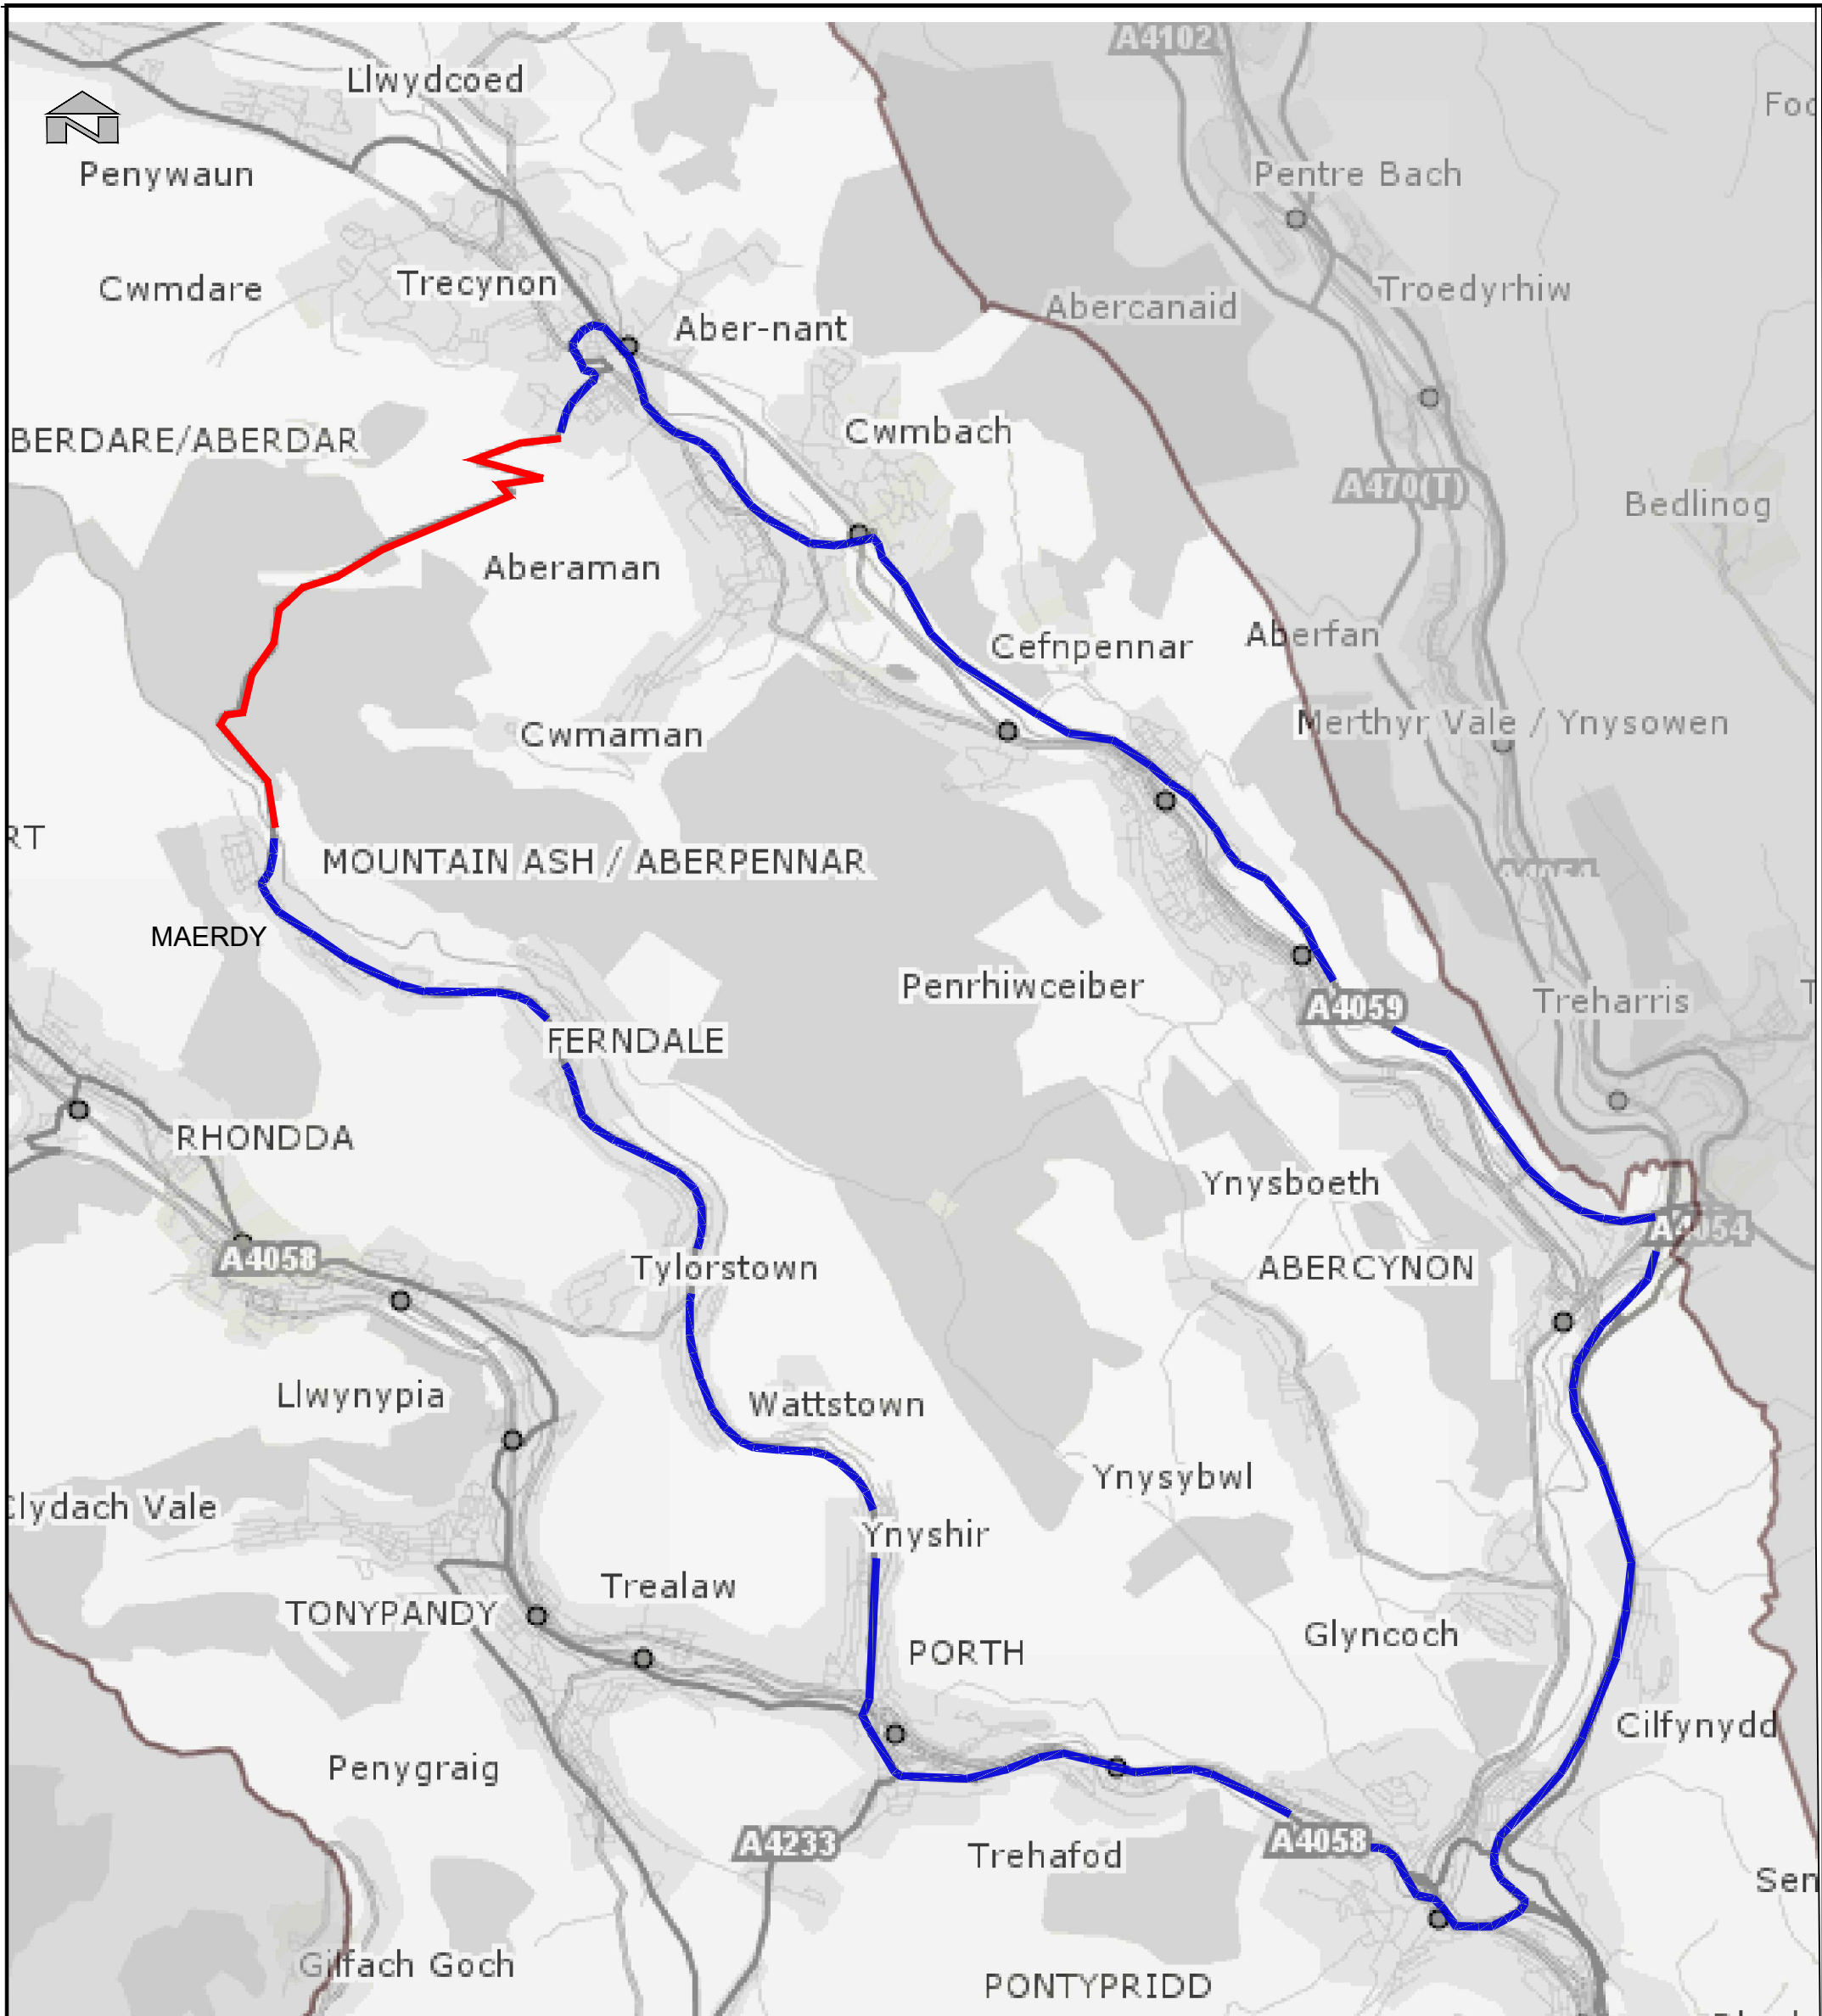 A4102
Llwydcoed
Foc
N
Penywaun
Pentre Bach
Cwmdare
Trecynon
Troedyrhiw
Abercanaid
Aber-nant
BERDARE/ABERDAR
Cwmbach
A470(T)
Bedlinog
Aberaman
Aberfan
Cefnpennar
Merthyr Vale / Ynysowen
Cwmaman
RT
MOUNTAIN ASH / ABERPENNAR
MAERDY
Penrhiwceiber
Treharris
T
A4059
FERNDALE
RHONDDA
Ynysboeth
A4054
A4058
Tylorstown
ABERCYNON
Llwynypia
Wattstown
Ynysybwl
Clydach Vale
Ynyshir
Trealaw
TONYPANDY
Glyncoch
PORTH
Cilfynydd
Penygraig
A4233
Trehafod
A4058
Sen
Gilfach Goch
PONTYPRIDD